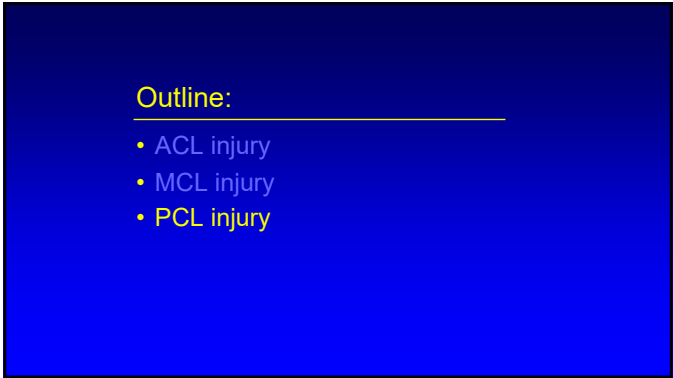 Outline:
• ACL injury
• MCL injury
• PCL injury